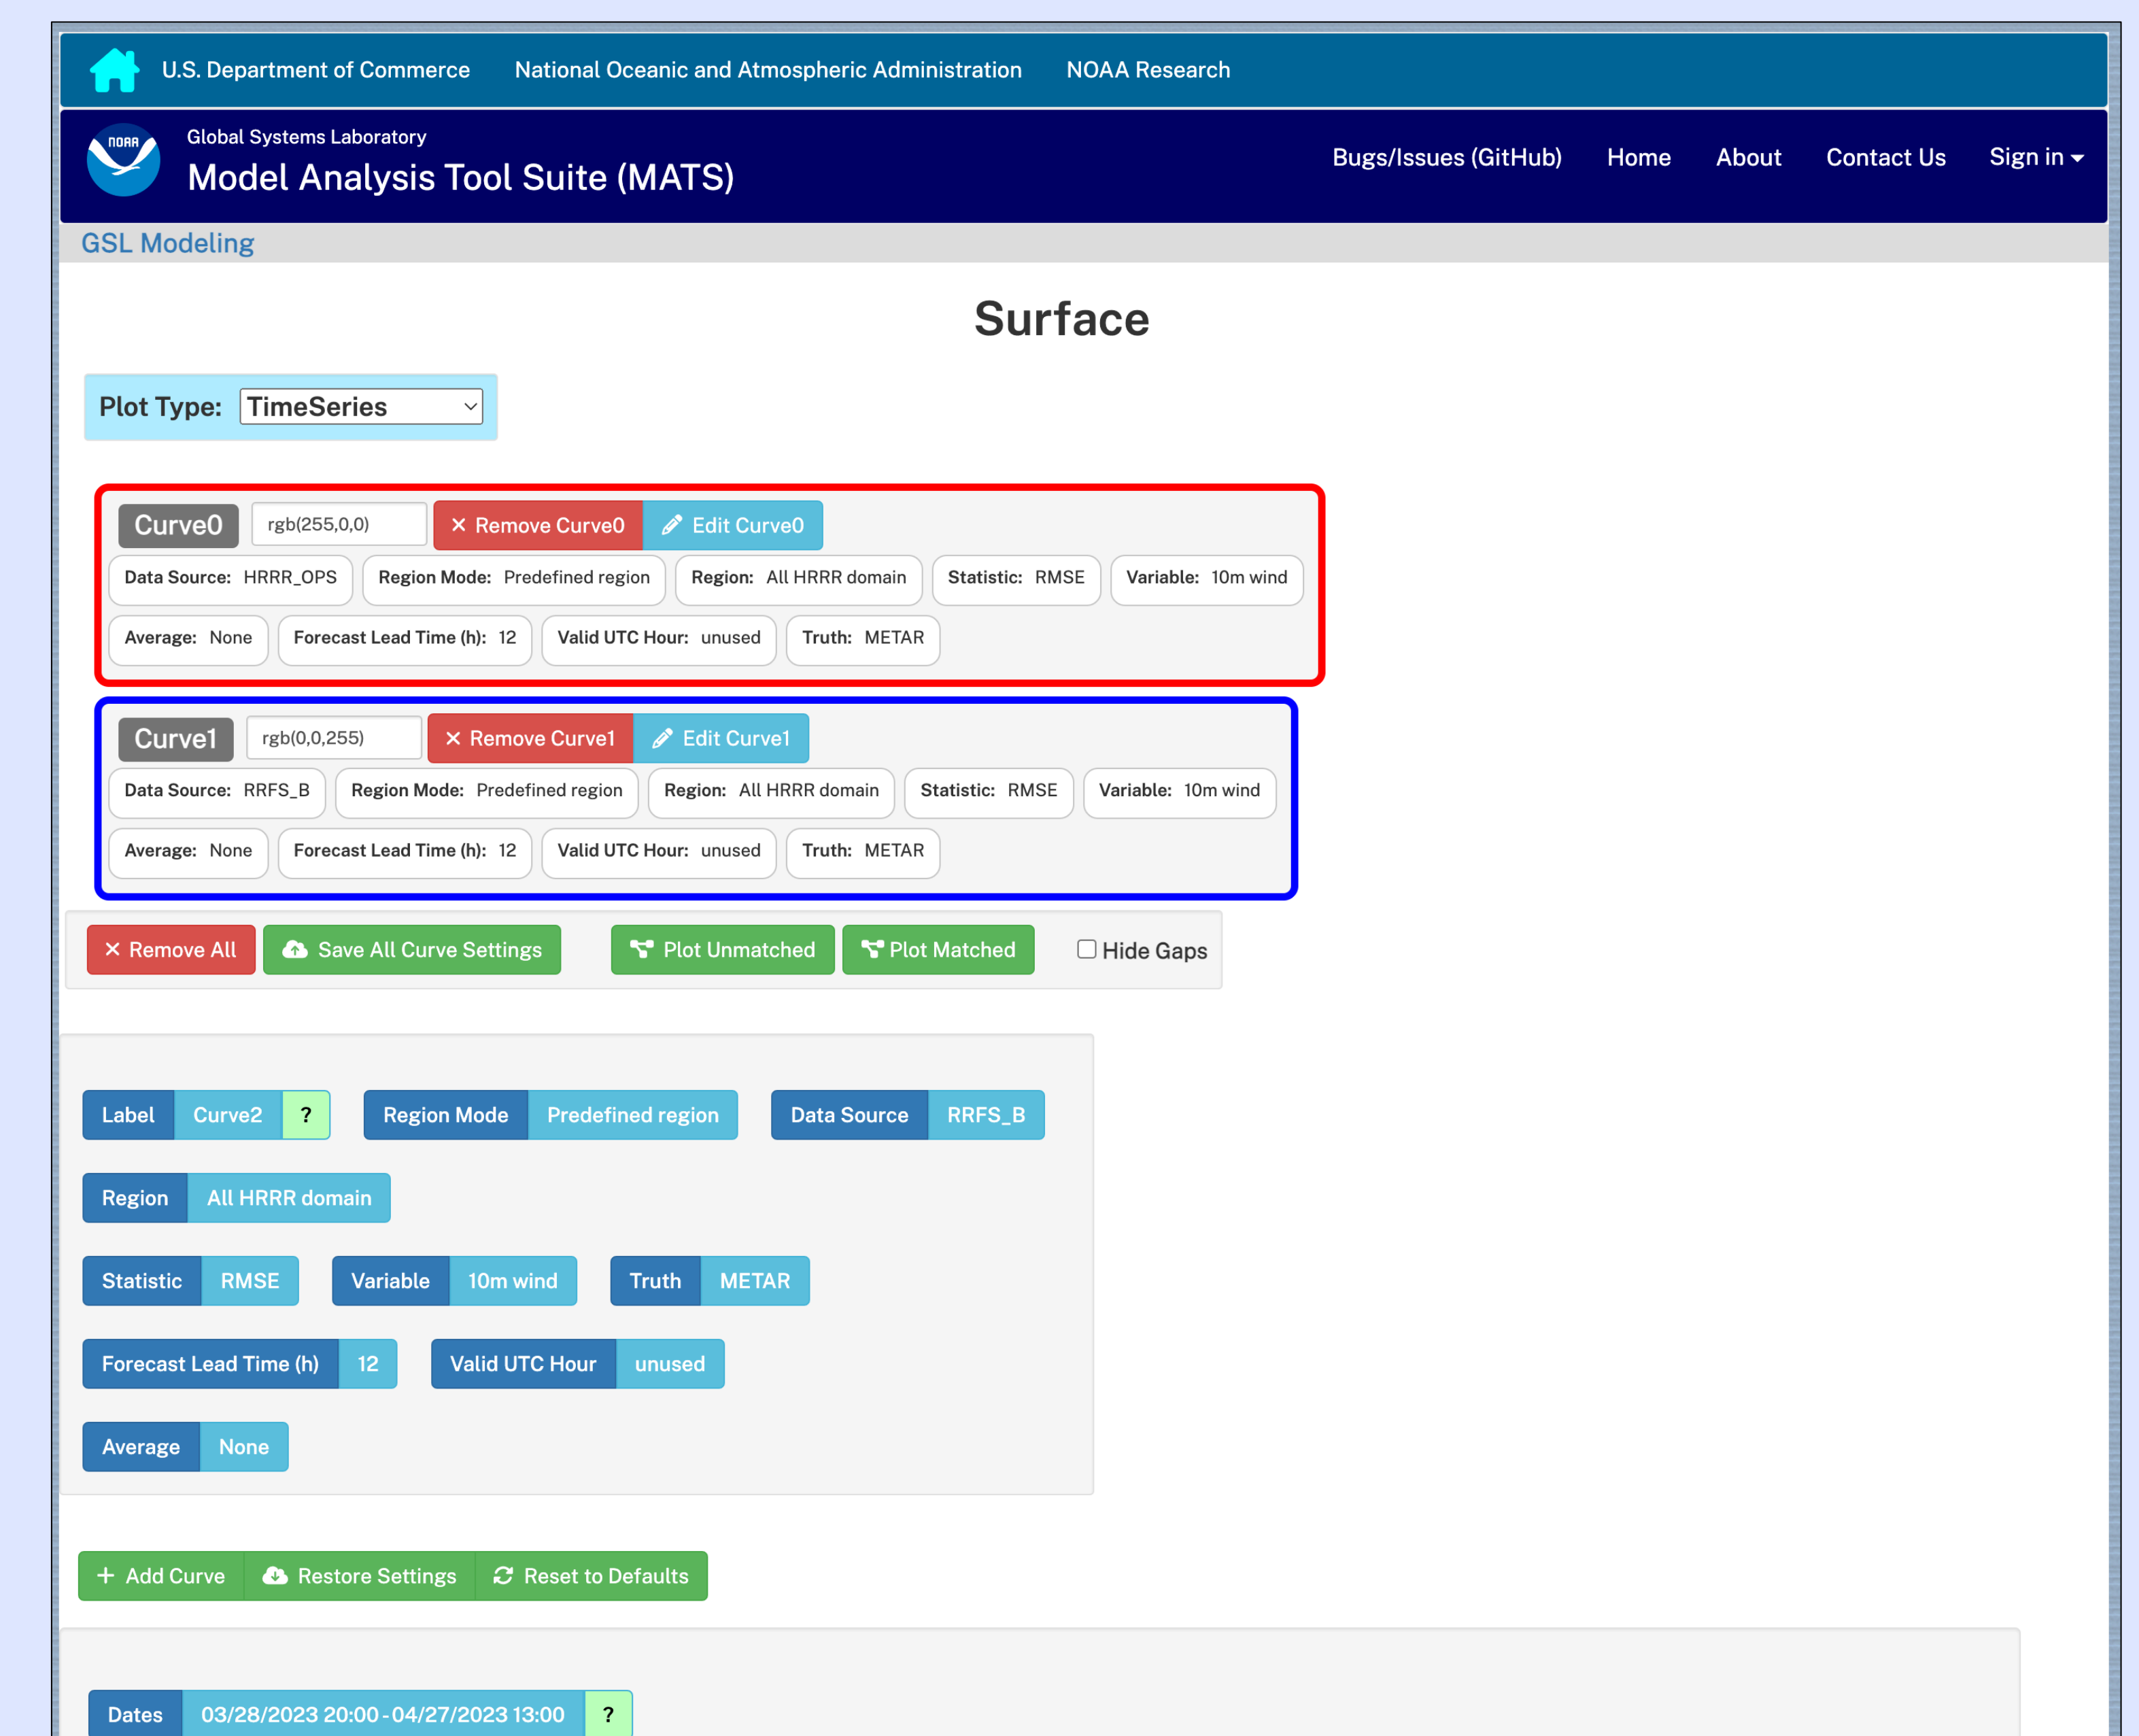 U.S. Department of Commerce National Oceanic and Atmospheric Administration NOAA Research
NOAA
Global Systems Laboratory
Model Analysis Tool Suite (MATS)
Bugs/Issues (GitHub) Home About Contact Us Sign in
GSL Modeling
Surface
Plot Type: TimeSeries
Curve0 rgb(255,0,0) × Remove Curve0 Edit Curve0
Data Source: HRRR_OPS Region Mode: Predefined region Region: All HRRR domain Statistic: RMSE Variable: 10m wind
Average: None Forecast Lead Time (h): 12 Valid UTC Hour: unused Truth: METAR
Curve1 rgb(0,0,255) × Remove Curve1 Edit Curve1
Data Source: RRFS_B Region Mode: Predefined region Region: All HRRR domain Statistic: RMSE Variable: 10m wind
Average: None Forecast Lead Time (h): 12 Valid UTC Hour: unused Truth: METAR
× Remove All Save All Curve Settings Plot Unmatched Plot Matched Hide Gaps
Label Curve2 ? Region Mode Predefined region Data Source RRFS_B
Region All HRRR domain
Statistic RMSE Variable 10m wind Truth METAR
Forecast Lead Time (h) 12 Valid UTC Hour unused
Average None
+ Add Curve Restore Settings Reset to Defaults
Dates 03/28/2023 20:00 - 04/27/2023 13:00 ?